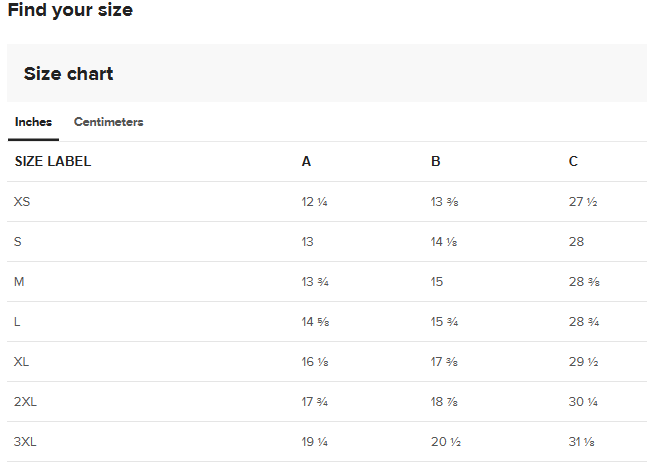 Find your size
Size chart
Inches Centimeters
SIZE LABEL A B C
XS 12 ¼ 13 ⅜ 27 ½
S 13 14 ⅛ 28
M 13 ¾ 15 28 ⅜
L 14 ⅝ 15 ¾ 28 ¾
XL 16 ⅛ 17 ⅜ 29 ½
2XL 17 ¾ 18 ⅞ 30 ¼
3XL 19 ¼ 20 ½ 31 ⅛